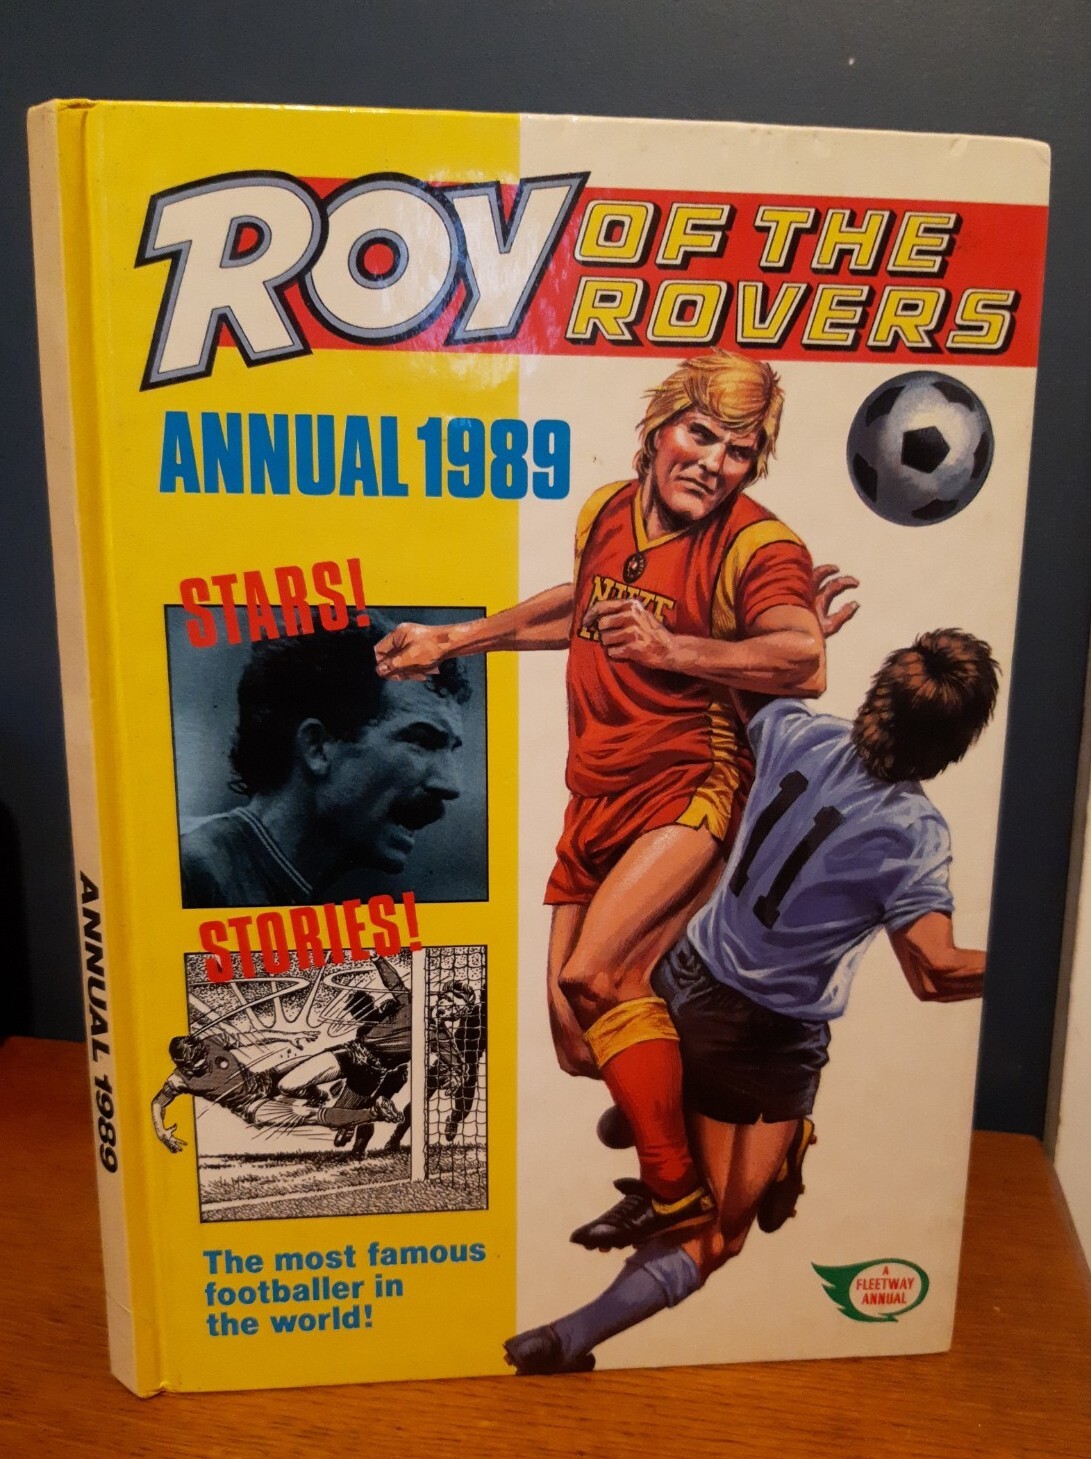 ROY OF THE
ROVERS
ANNUAL 1989
STARS!
STORIES!
The most famous
footballer in
the world!
11
A
FLEETWAY
ANNUAL
ANNUAL 1989